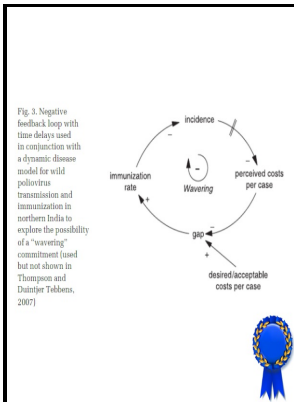 Fig. 3. Negative
feedback loop with
time delays used
in conjunction with
a dynamic disease
model for wild
poliovirus
transmission and
immunization in
northern India to
explore the possibility
of a "wavering"
commitment (used
but not shown in
Thompson and
Duintjer Tebbens,
2007)
incidence
–
–
perceived costs
per case
immunization
rate
-
Wavering
+
–
gap
+
desired/acceptable
costs per case